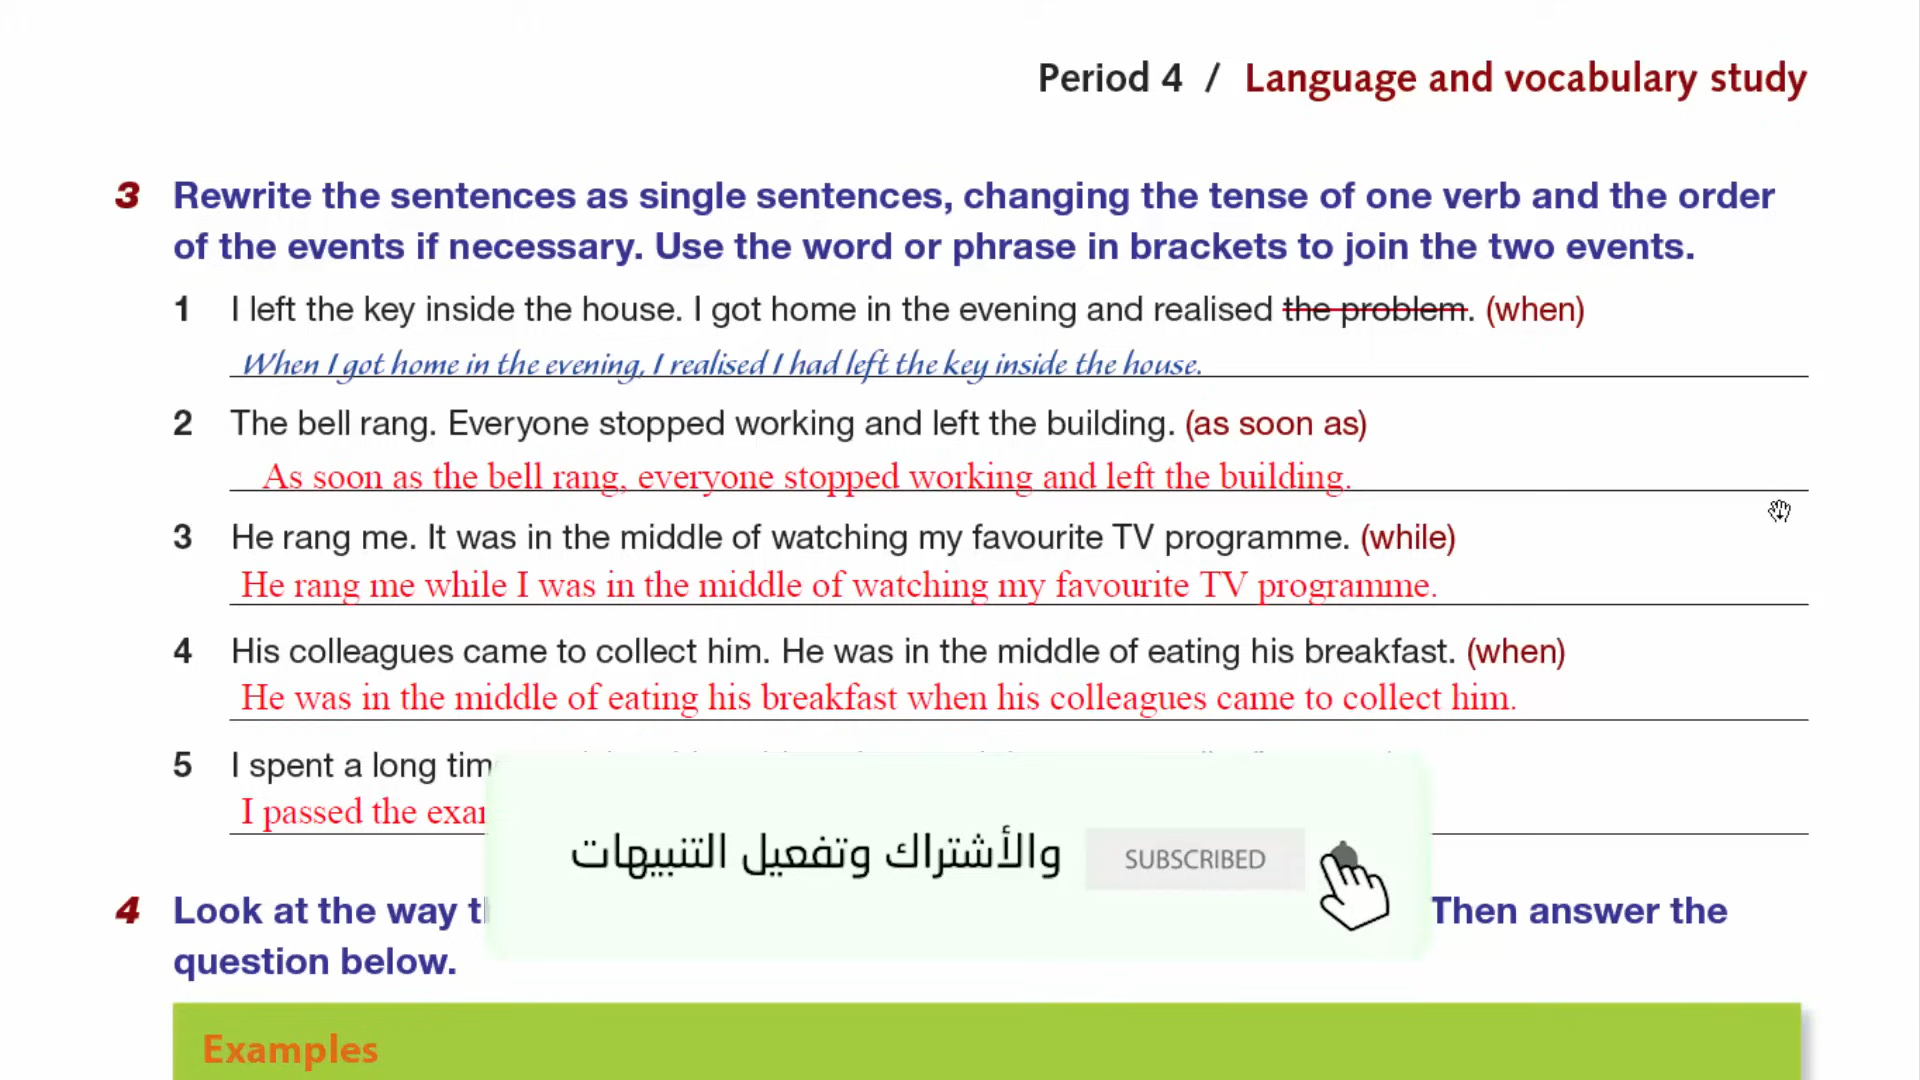 Period 4 / Language and vocabulary study
3 Rewrite the sentences as single sentences, changing the tense of one verb and the order
of the events if necessary. Use the word or phrase in brackets to join the two events.
1 I left the key inside the house. I got home in the evening and realised the problem. (when)
When I got home in the evening, I realised I had left the key inside the house.
2 The bell rang. Everyone stopped working and left the building. (as soon as)
As soon as the bell rang, everyone stopped working and left the building.
3 He rang me. It was in the middle of watching my favourite TV programme. (while)
He rang me while I was in the middle of watching my favourite TV programme.
4 His colleagues came to collect him. He was in the middle of eating his breakfast. (when)
He was in the middle of eating his breakfast when his colleagues came to collect him.
5 I spent a long
I passed the
والأشتراك وتفعيل التنبيهات SUBSCRIBED
4 Look at the way Then answer the
question below.
Examples